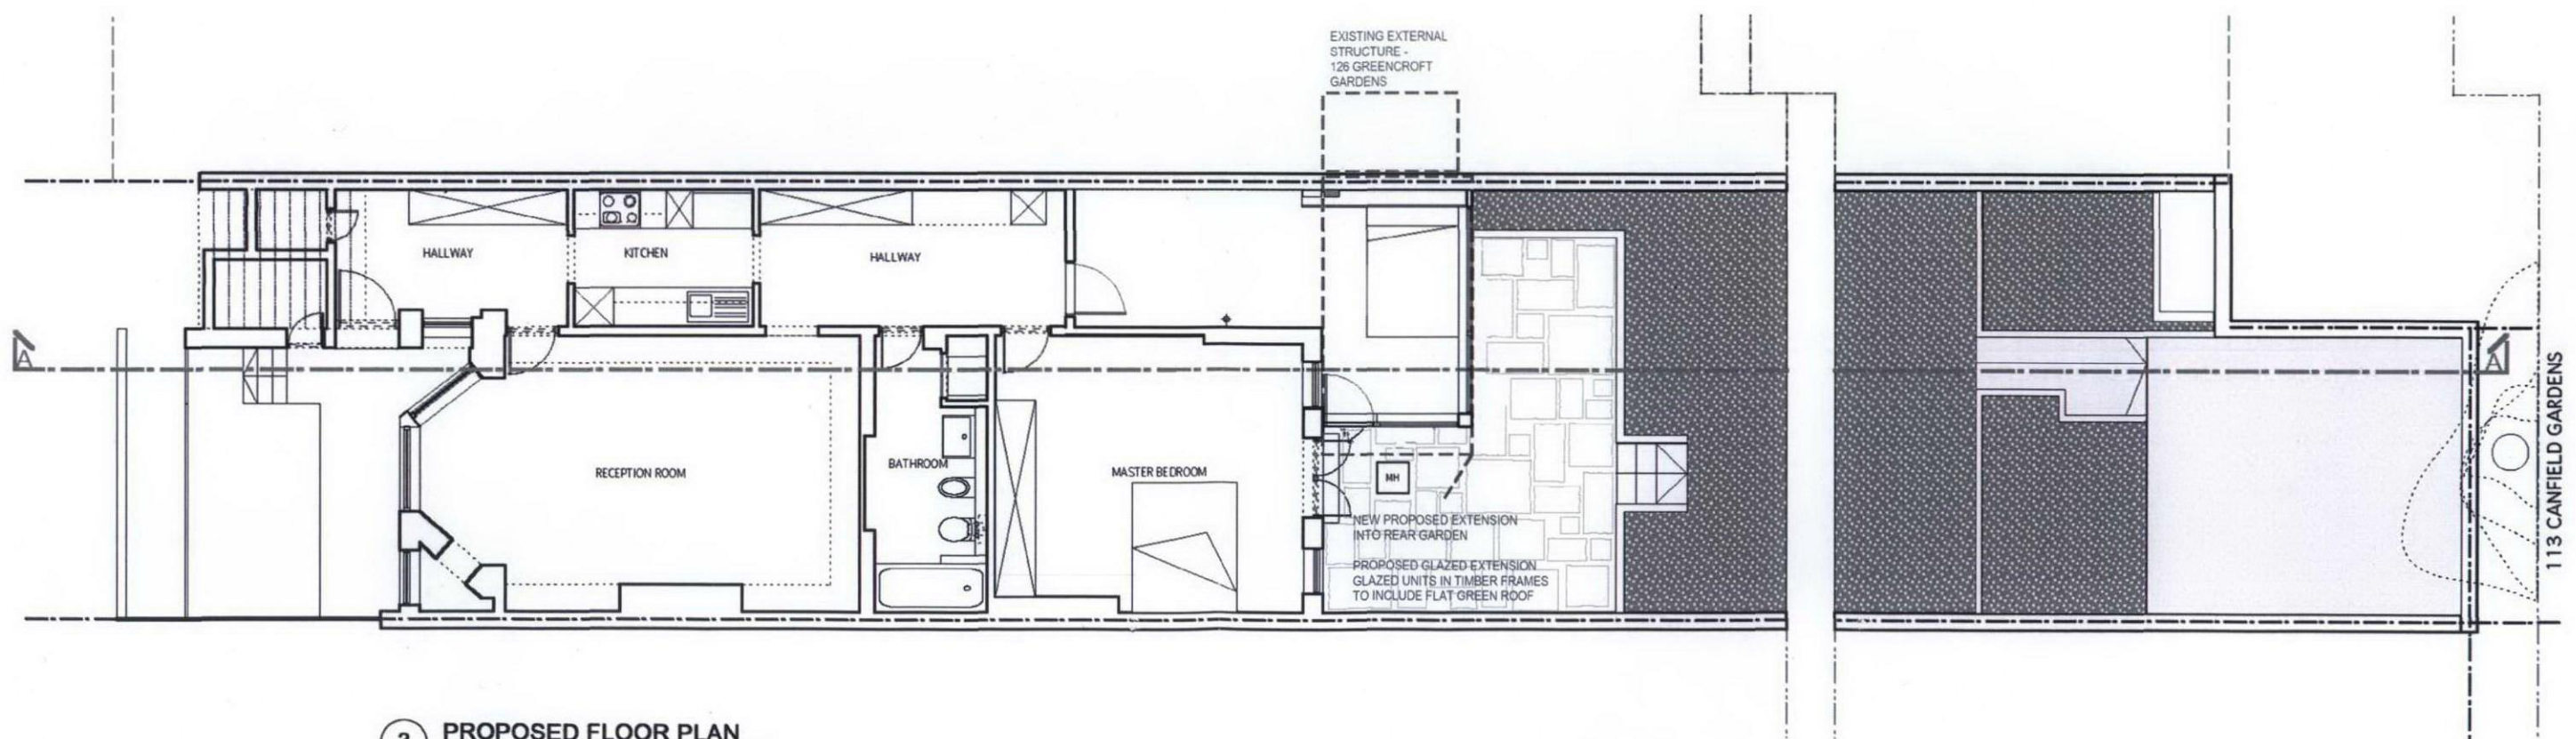 EXISTING EXTERNAL
STRUCTURE -
126 GREENCROFT
GARDENS
HALLWAY
KITCHEN
HALLWAY
A
A
RECEPTION ROOM
BATHROOM
MASTER BEDROOM
MH
NEW PROPOSED EXTENSION
INTO REAR GARDEN
PROPOSED GLAZED EXTENSION
GLAZED UNITS IN TIMBER FRAMES
TO INCLUDE FLAT GREEN ROOF
113 CANFIELD GARDENS
PROPOSED FLOOR PLAN